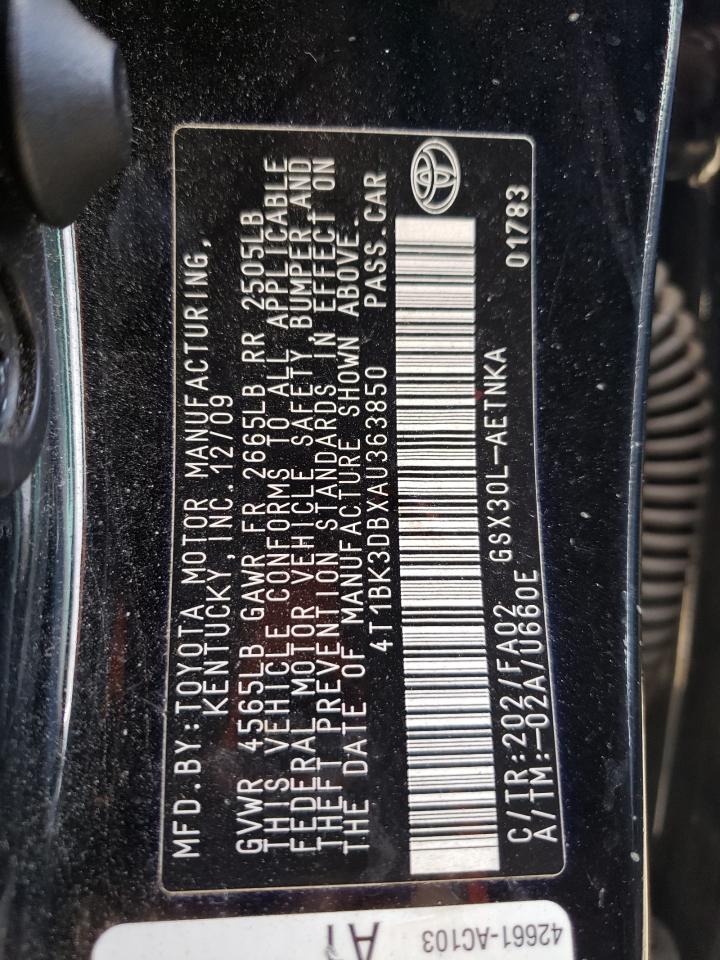 MFD.BY:TOYOTA MOTOR MANUFACTURING,
KENTUCKY, INC. 12/09
GVWR 4565LB GAWR FR 2665LB RR 2505LB
THIS VEHICLE CONFORMS TO ALL APPLICABLE
FEDERAL MOTOR VEHICLE SAFETY, BUMPER, AND
THEFT PREVENTION STANDARDS IN EFFECT ON
THE DATE OF MANUFACTURE SHOWN ABOVE.
4T1BK3DBXAU363850 PASS.CAR
C/TR:202/FA02 GSX30L-AETNKA 01783
A/TM:-02A/U660E
42661-AC103